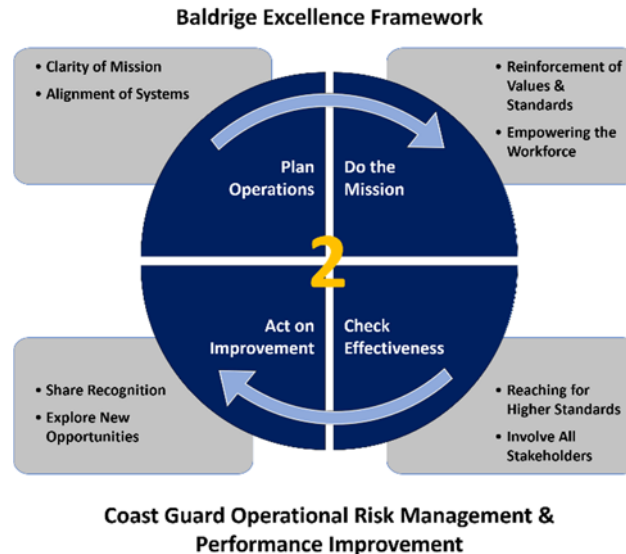 Baldrige Excellence Framework
• Clarity of Mission
• Alignment of Systems
• Reinforcement of
Values &
Standards
• Empowering the
Workforce
Plan
Operations
Do the
Mission
2
Act on
Improvement
Check
Effectiveness
• Share Recognition
• Explore New
Opportunities
• Reaching for
Higher Standards
• Involve All
Stakeholders
Coast Guard Operational Risk Management &
Performance Improvement